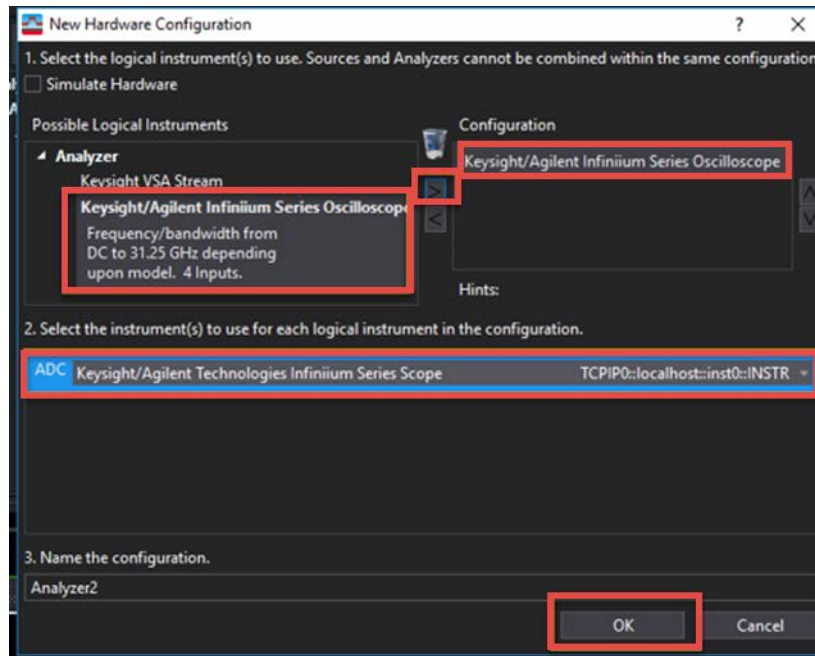 New Hardware Configuration
1. Select the logical instrument(s) to use. Sources and Analyzers cannot be combined within the same configuration
Simulate Hardware
Possible Logical Instruments
Configuration
Analyzer
Keysight/Agilent Infiniium Series Oscilloscope
Keysight VSA Stream
>
Keysight/Agilent Infiniium Series Oscilloscope
<
Frequency/bandwidth from
DC to 31.25 GHz depending
upon model. 4 Inputs.
Hints:
2. Select the instrument(s) to use for each logical instrument in the configuration.
ADC Keysight/Agilent Technologies Infiniium Series Scope TCPIP0::localhost::inst0::INSTR
3. Name the configuration.
Analyzer2
OK Cancel